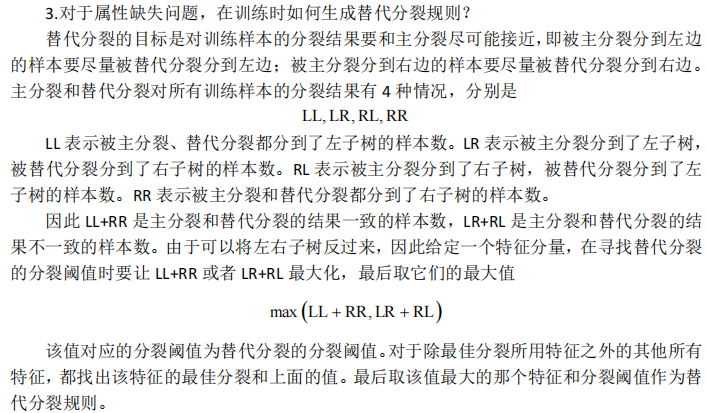 3.对于属性缺失问题，在训练时如何生成替代分裂规则？
替代分裂的目标是对训练样本的分裂结果要和主分裂尽可能接近，即被主分裂分到左边
的样本要尽量被替代分裂分到左边；被主分裂分到右边的样本要尽量被替代分裂分到右边。
主分裂和替代分裂对所有训练样本的分裂结果有 4 种情况，分别是
LL, LR, RL, RR
LL 表示被主分裂、替代分裂都分到了左子树的样本数。LR 表示被主分裂分到了左子树，
被替代分裂分到了右子树的样本数。RL 表示被主分裂分到了右子树，被替代分裂分到了左
子树的样本数。RR 表示被主分裂和替代分裂都分到了右子树的样本数。
因此 LL+RR 是主分裂和替代分裂的结果一致的样本数，LR+RL 是主分裂和替代分裂的结
果不一致的样本数。由于可以将左右子树反过来，因此给定一个特征分量，在寻找替代分裂
的分裂阈值时要让 LL+RR 或者 LR+RL 最大化，最后取它们的最大值
max (LL + RR, LR + RL)
该值对应的分裂阈值为替代分裂的分裂阈值。对于除最佳分裂所用特征之外的其他所有
特征，都找出该特征的最佳分裂和上面的值。最后取该值最大的那个特征和分裂阈值作为替
代分裂规则。